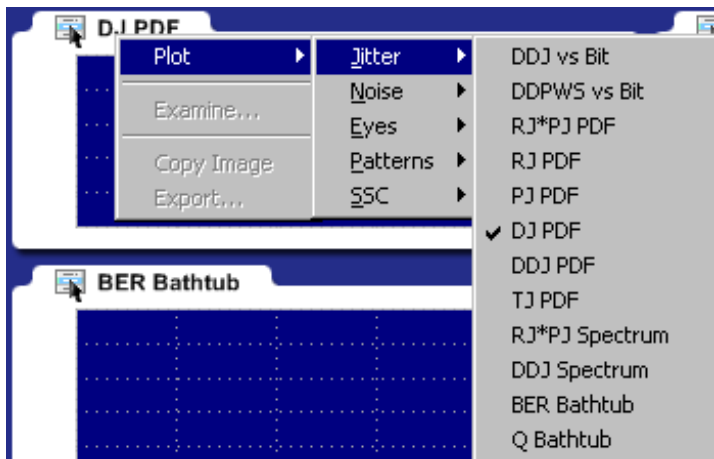 DJ PDF
Plot
Examine...
Copy Image
Export...
Jitter
Noise
Eyes
Patterns
SSC
DDJ vs Bit
DDPWS vs Bit
RJ*PJ PDF
RJ PDF
PJ PDF
DJ PDF
DDJ PDF
TJ PDF
RJ*PJ Spectrum
DDJ Spectrum
BER Bathtub
Q Bathtub
BER Bathtub